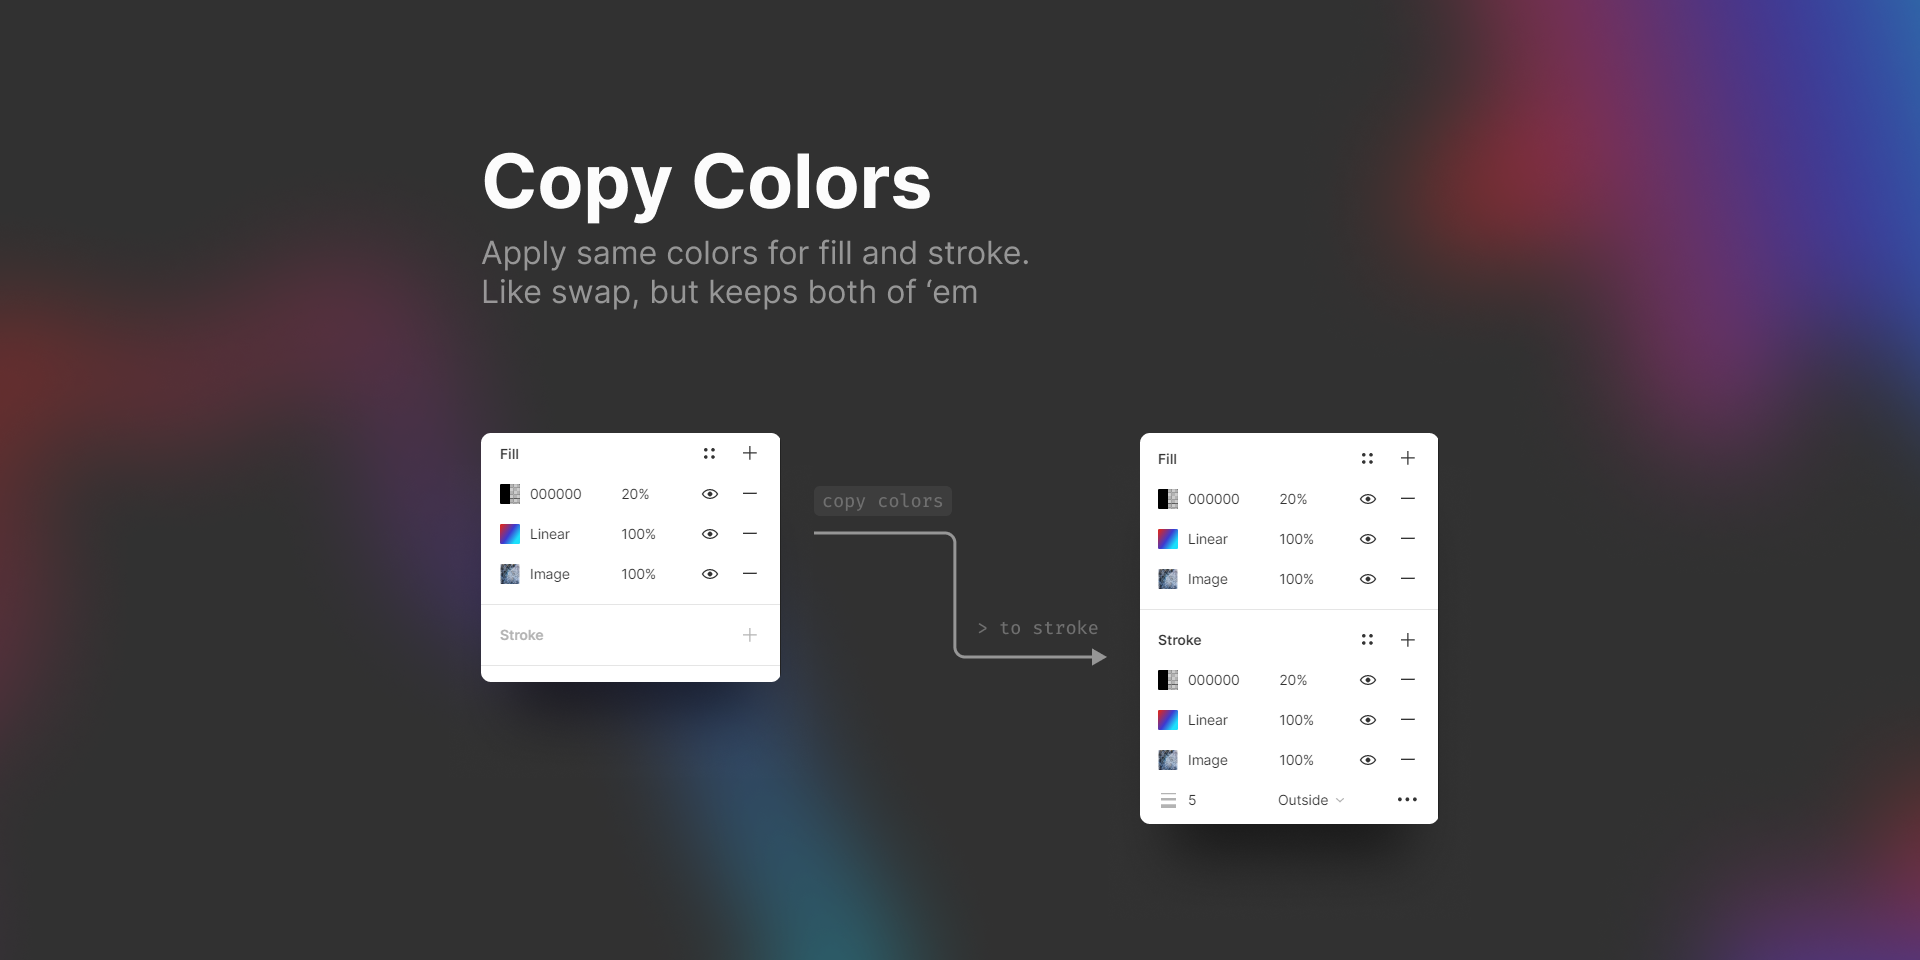 Copy Colors
Apply same colors for fill and stroke.
Like swap, but keeps both of ‘em
Fill
000000 20%
Linear 100%
Image 100%
Stroke
copy colors
> to stroke
Fill
000000 20%
Linear 100%
Image 100%
Stroke
000000 20%
Linear 100%
Image 100%
5 Outside